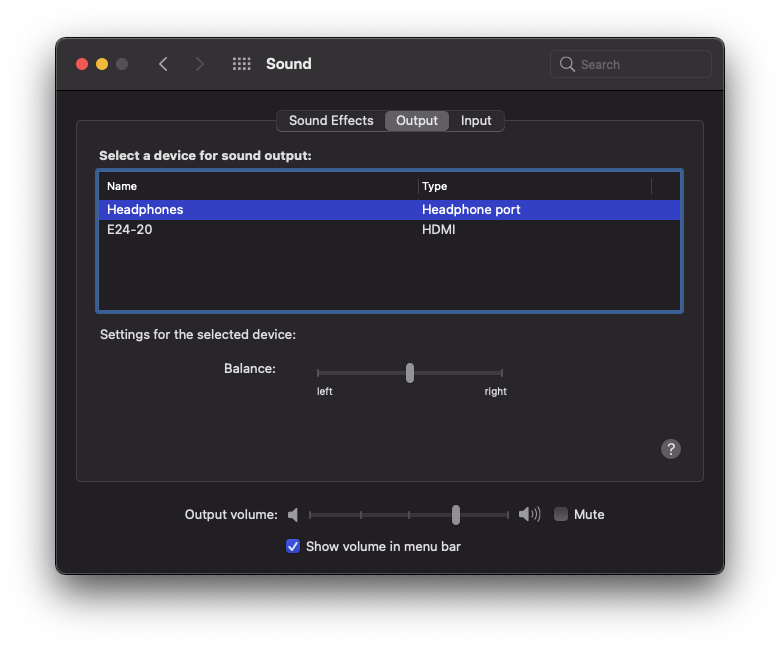 Sound
Search
Sound Effects Output Input
Select a device for sound output:
Name Type
Headphones Headphone port
E24-20 HDMI
Settings for the selected device:
Balance:
left right
?
Output volume: Mute
Show volume in menu bar